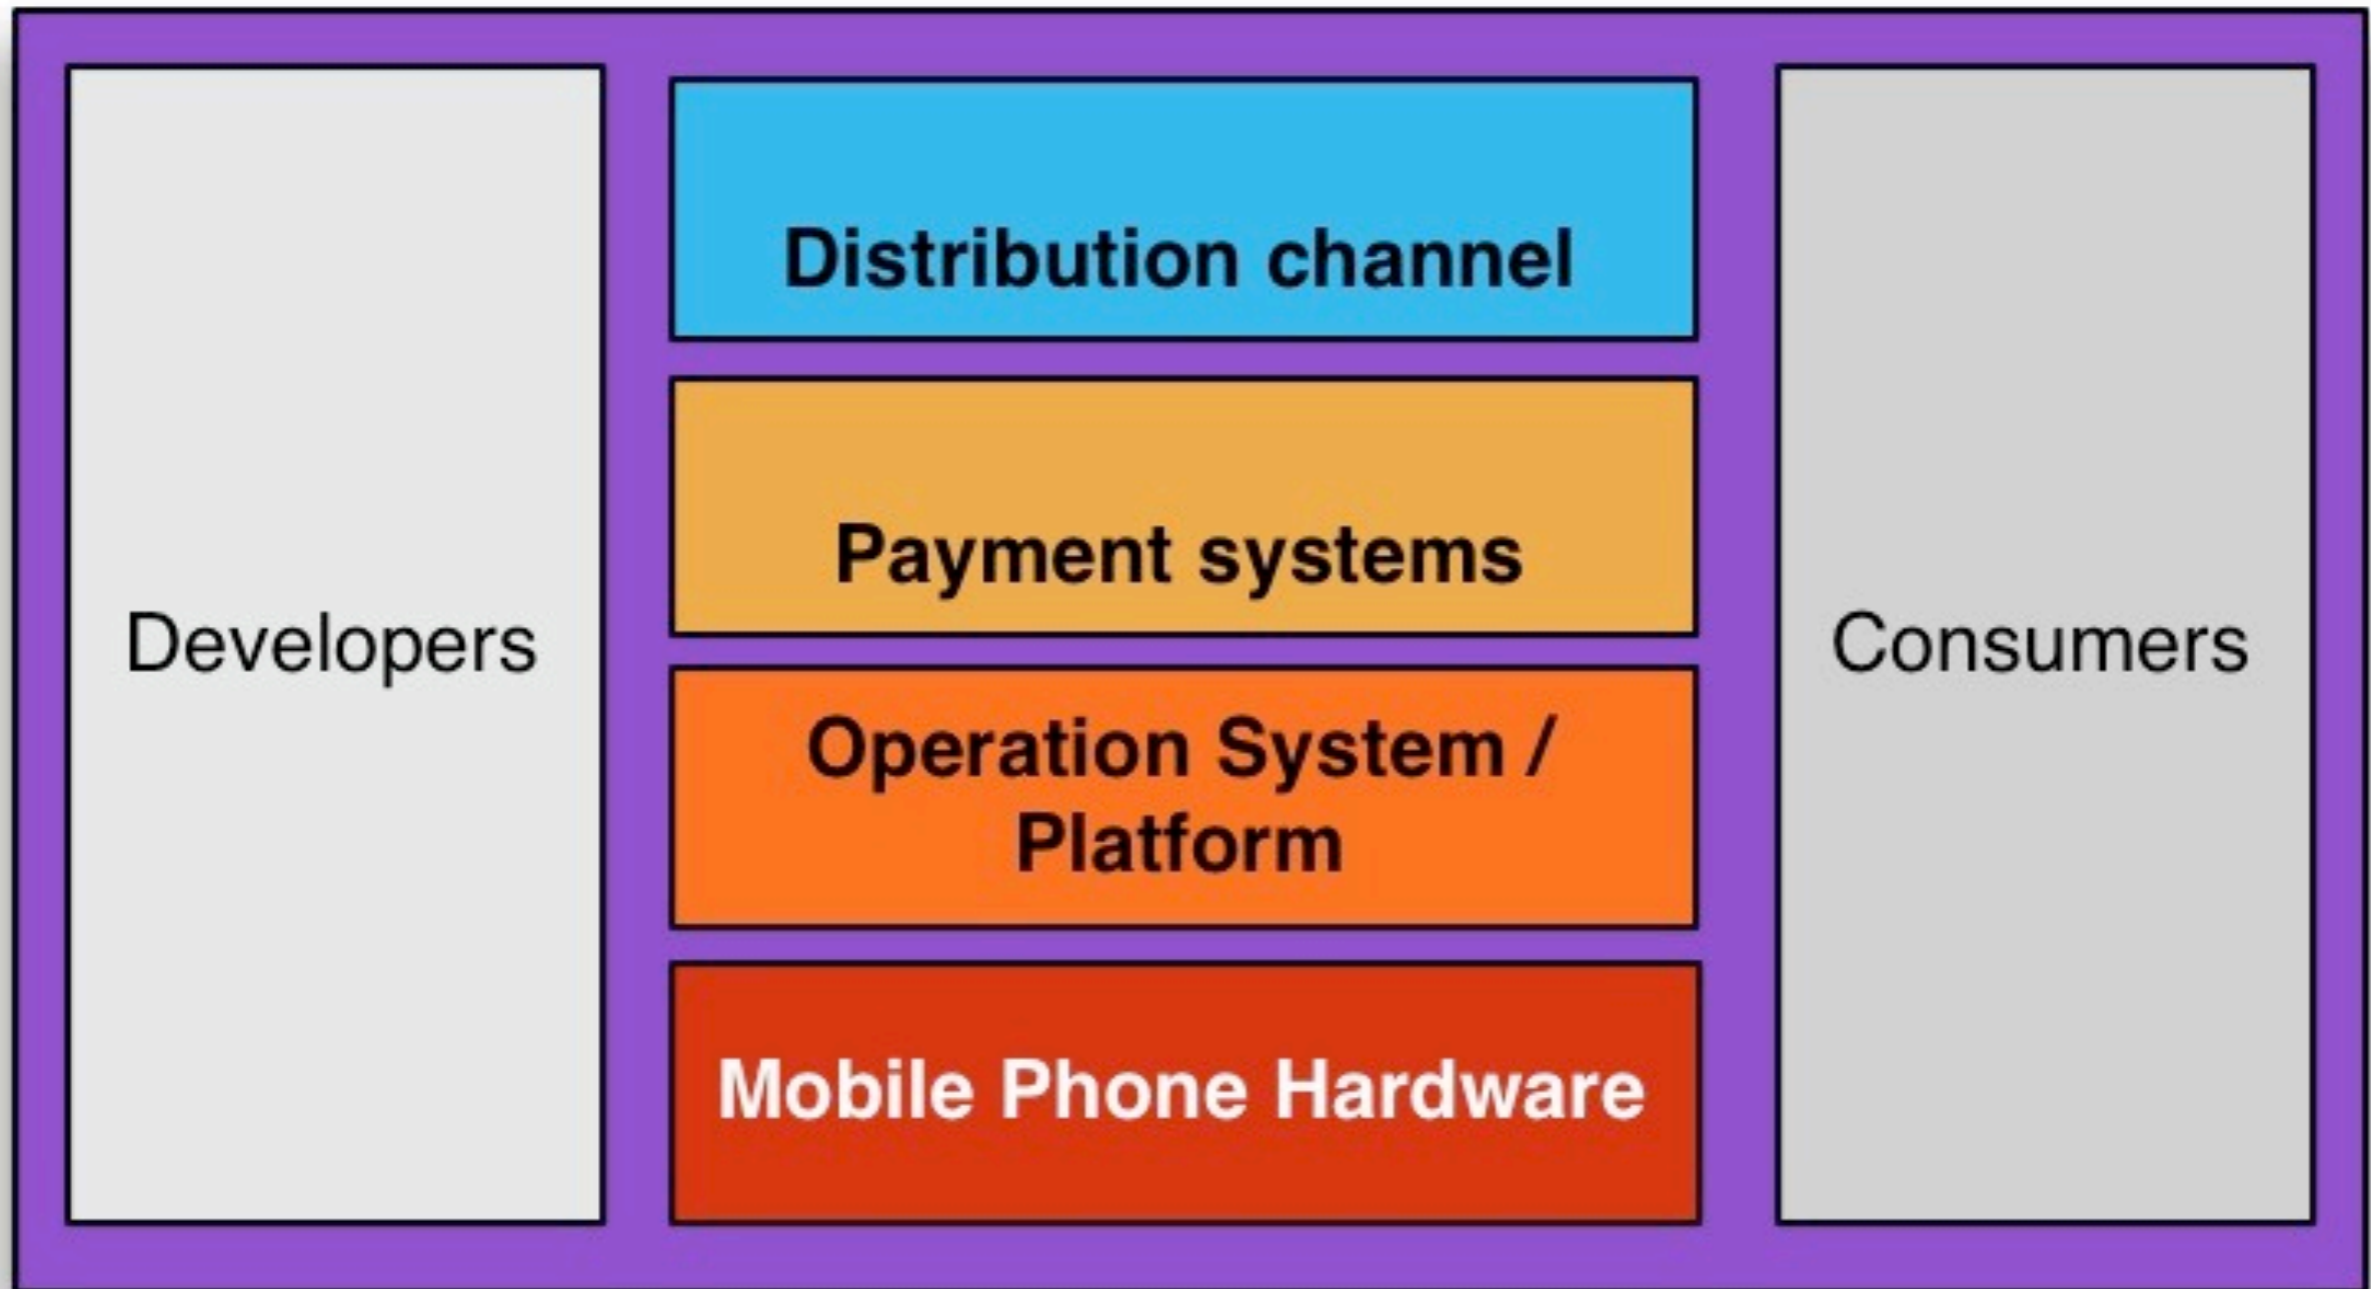 Developers
Distribution channel
Payment systems
Operation System /
Platform
Mobile Phone Hardware
Consumers